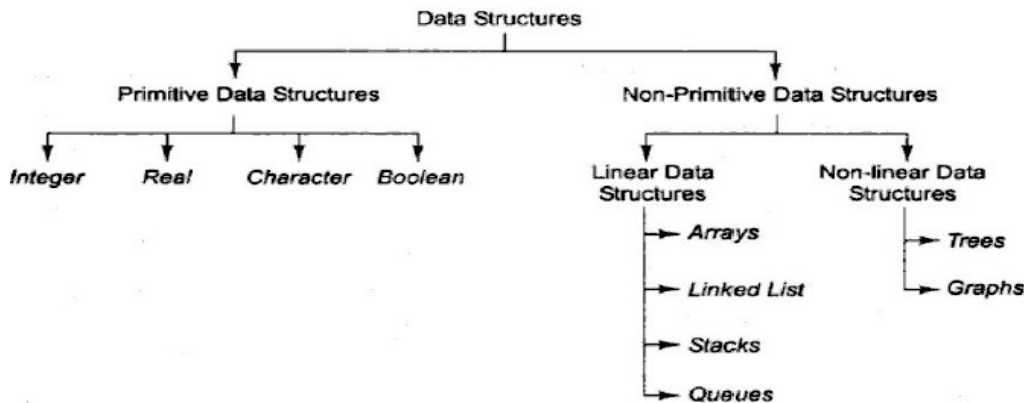 Data Structures
Primitive Data Structures
Non-Primitive Data Structures
Integer
Real
Character
Boolean
Linear Data
Structures
Non-linear Data
Structures
Arrays
Linked List
Stacks
Queues
Trees
Graphs